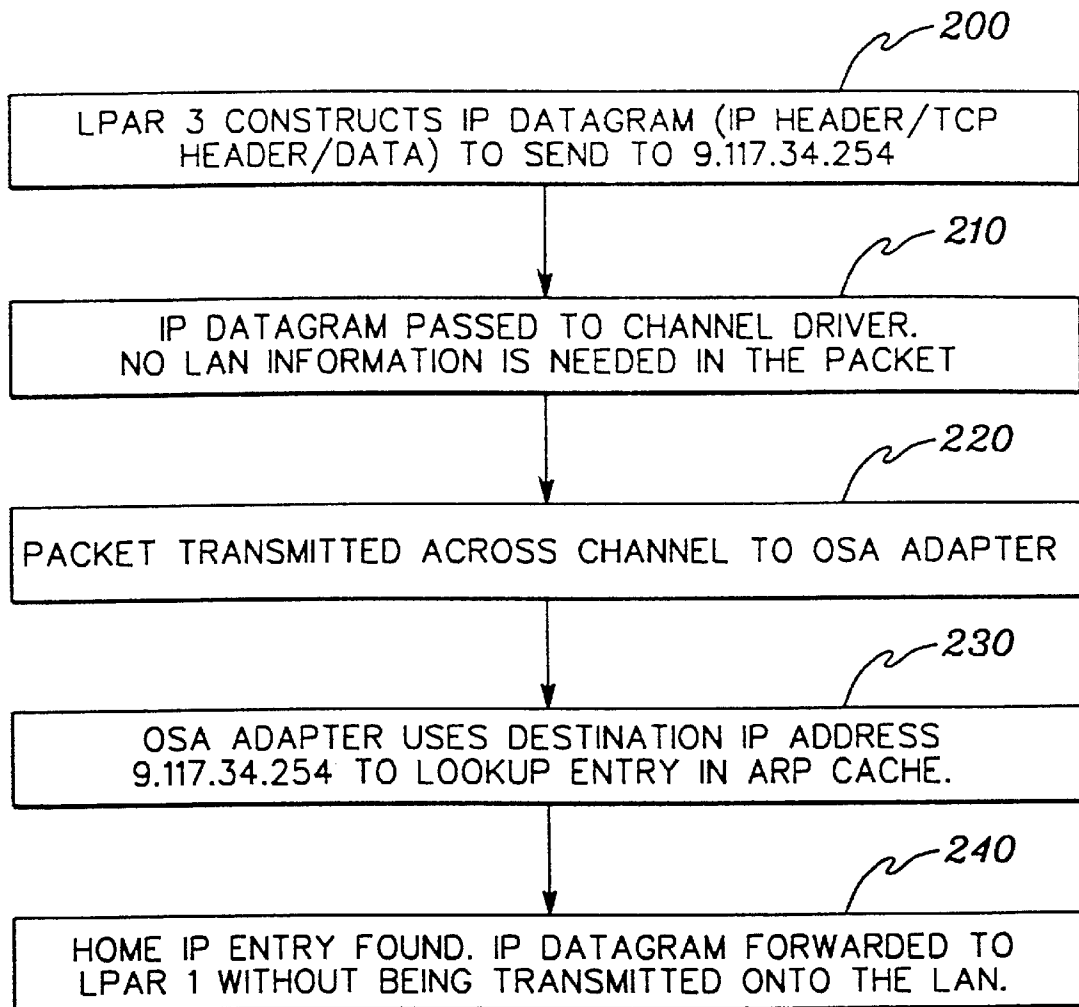 200
LPAR 3 CONSTRUCTS IP DATAGRAM (IP HEADER/TCP
HEADER/DATA) TO SEND TO 9.117.34.254
210
IP DATAGRAM PASSED TO CHANNEL DRIVER.
NO LAN INFORMATION IS NEEDED IN THE PACKET
220
PACKET TRANSMITTED ACROSS CHANNEL TO OSA ADAPTER
230
OSA ADAPTER USES DESTINATION IP ADDRESS
9.117.34.254 TO LOOKUP ENTRY IN ARP CACHE.
240
HOME IP ENTRY FOUND. IP DATAGRAM FORWARDED TO
LPAR 1 WITHOUT BEING TRANSMITTED ONTO THE LAN.